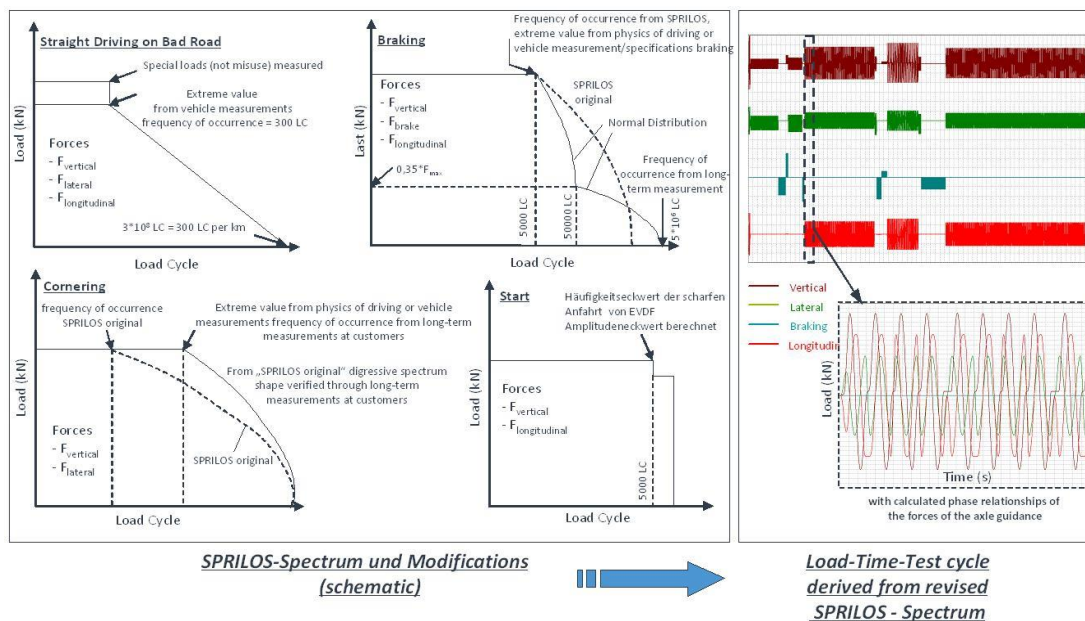 Straight Driving on Bad Road
Load (kN)
Special loads (not misuse) measured
Extreme value
from vehicle measurements
frequency of occurrence = 300 LC
Forces
- Fvertical
- Flateral
- Flongitudinal
3*10⁸ LC = 300 LC per km
Load Cycle
Braking
Last (kN)
Frequency of occurrence from SPRILOS,
extreme value from physics of driving or
vehicle measurement/specifications braking
Forces
- Fvertical
- Fbrake
- Flongitudinal
SPRILOS
original
Normal Distribution
Frequency of
occurrence from long-
term measurement
0,35*Fmax
5000 LC
50000 LC
5*10⁶ LC
Load Cycle
Cornering
Load (kN)
frequency of occurrence
SPRILOS original
Extreme value from physics of driving or vehicle
measurements frequency of occurrence from long-term
measurements at customers
From „SPRILOS original“ digressive spectrum
shape verified through long-term
measurements at customers
Forces
- Fvertical
- Flateral
SPRILOS original
Load Cycle
Start
Load (kN)
Häufigkeitseckwert der scharfen
Anfahrt von EVDF
Amplitudeneckwert berechnet
Forces
- Fvertical
- Flongitudinal
5000 LC
Load Cycle
Vertical
Lateral
Braking
Longitudin
Load (kN)
Time (s)
with calculated phase relationships of
the forces of the axle guidance
SPRILOS-Spectrum und Modifications
(schematic)
Load-Time-Test cycle
derived from revised
SPRILOS - Spectrum